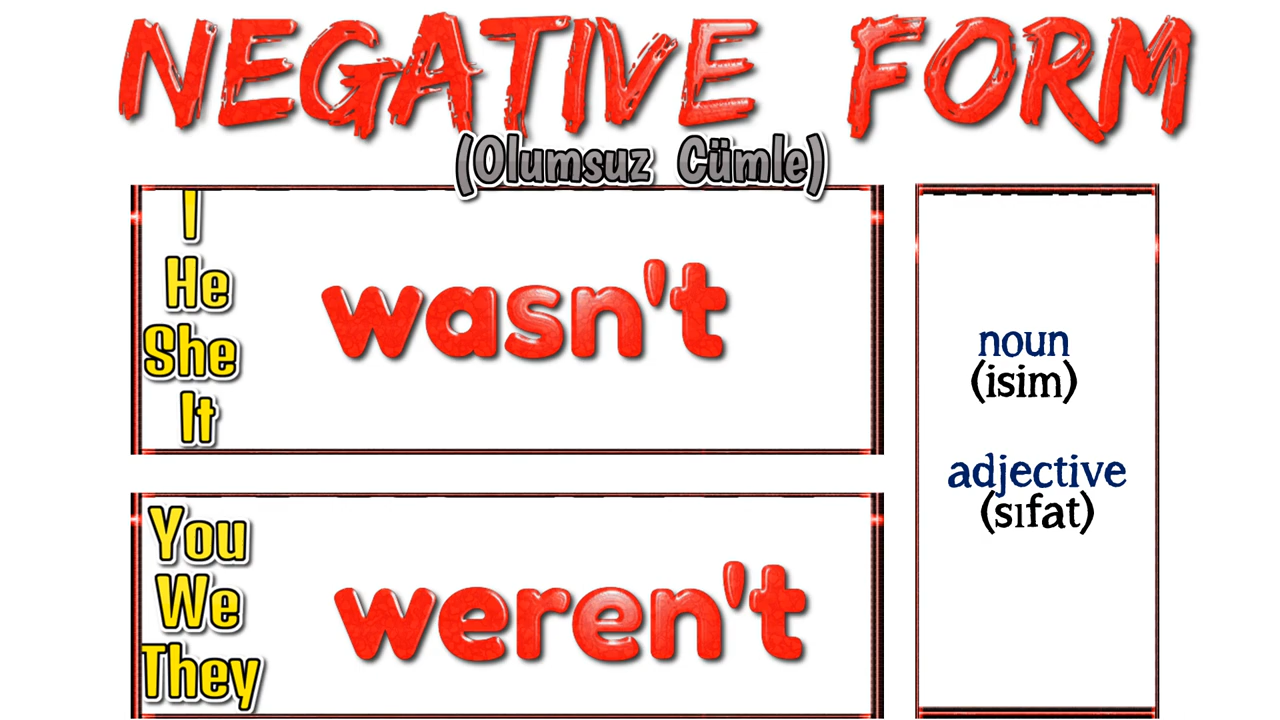 NEGATIVE FORM
(Olumsuz Cümle)
I
He
She
It
wasn't
You
We
They
weren't
noun
(isim)
adjective
(sıfat)